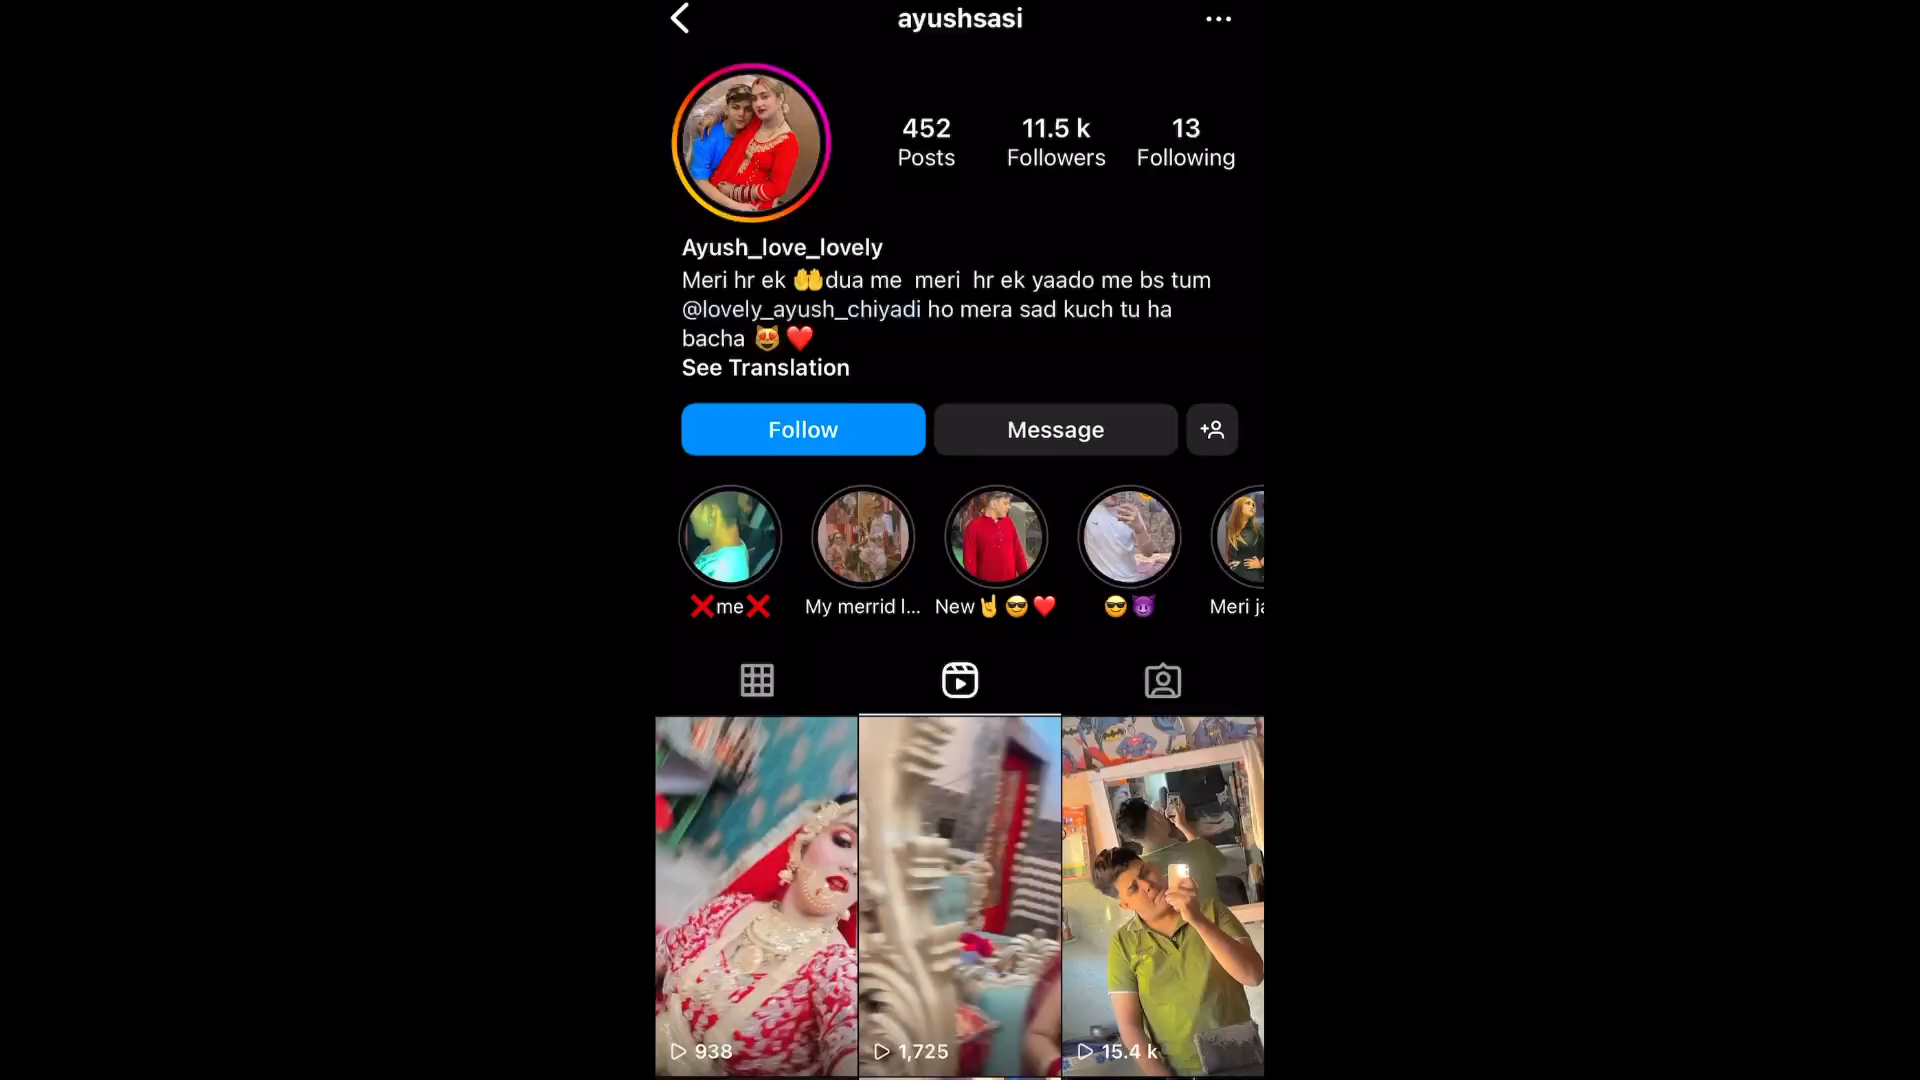 ayushsasi
452 11.5 k 13
Posts Followers Following
Ayush_love_lovely
Meri hr ek 🤲dua me meri hr ek yaado me bs tum
@lovely_ayush_chiyadi ho mera sad kuch tu ha
bacha 😻 ❤️
See Translation
Follow Message
❌me❌ My merrid l... New🤘😎❤️ 😎😈 Meri ja
938 1,725 15.4 k